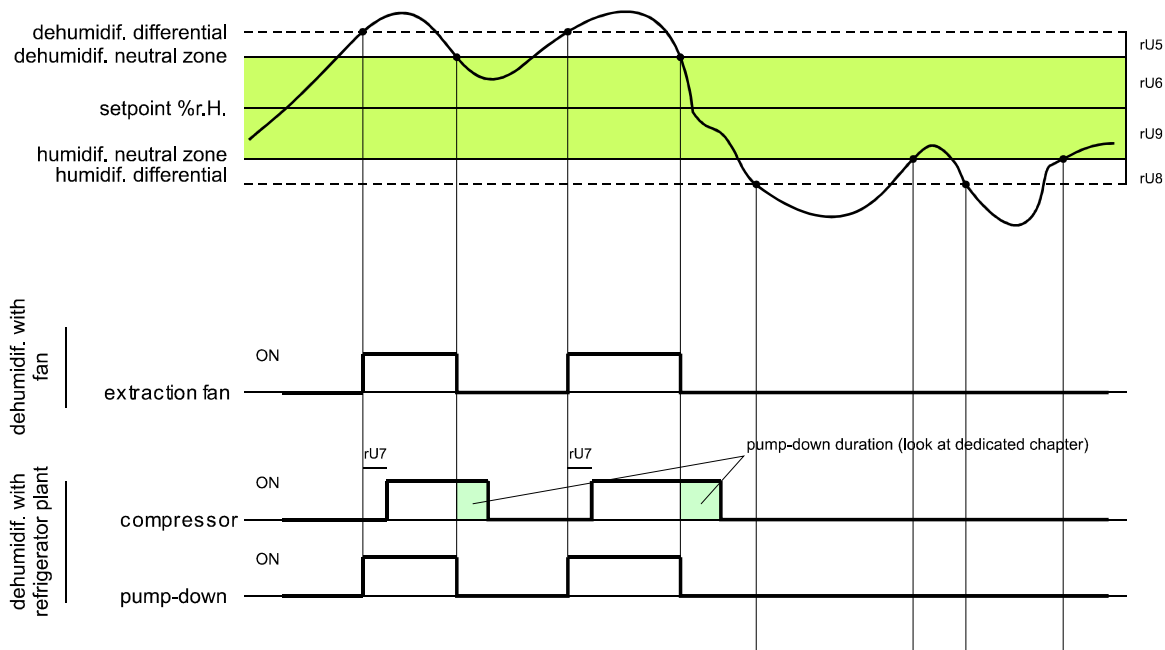 dehumidif. differential
dehumidif. neutral zone
setpoint %r.H.
humidif. neutral zone
humidif. differential
rU5
rU6
rU9
rU8
dehumidif. with
fan
ON
extraction fan
pump-down duration (look at dedicated chapter)
rU7
rU7
dehumidif. with
refrigerator plant
ON
compressor
ON
pump-down